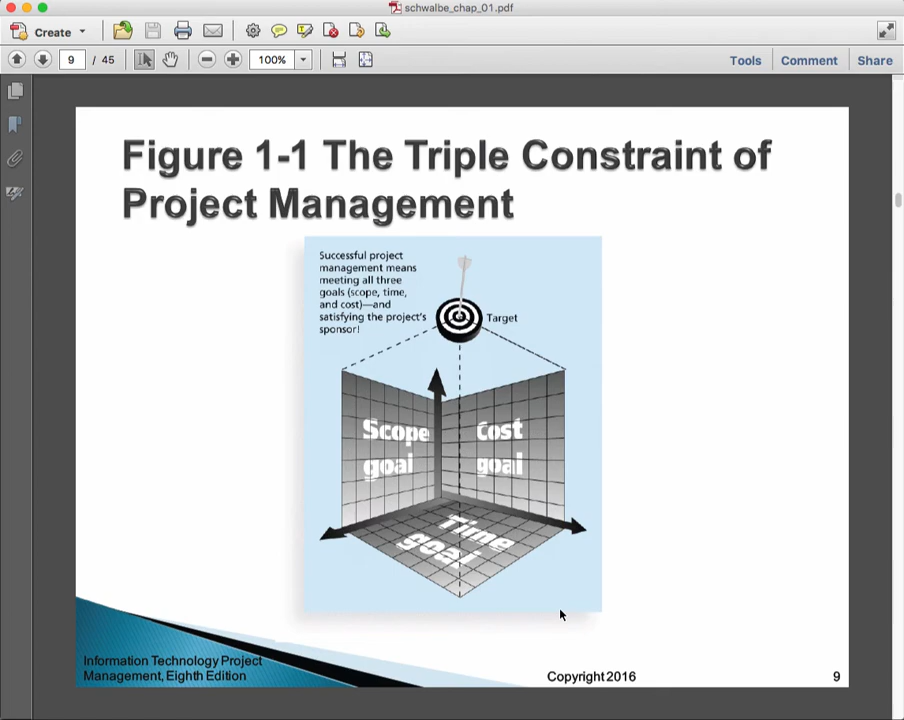 schwalbe_chap_01.pdf
Create
9 / 45
100%
Tools
Comment
Share
Figure 1-1 The Triple Constraint of
Project Management
Successful project
management means
meeting all three
goals (scope, time,
and cost)—and
satisfying the project's
sponsor!
Target
Scope
goal
Cost
goal
Time
goal
Information Technology Project
Management, Eighth Edition
Copyright 2016
9